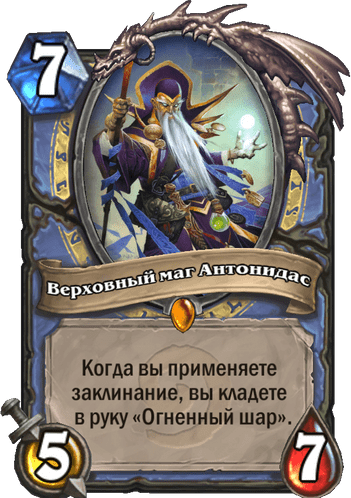 7
Верховный маг Антонидас
Когда вы применяете
заклинание, вы кладете
в руку «Огненный шар».
5
7